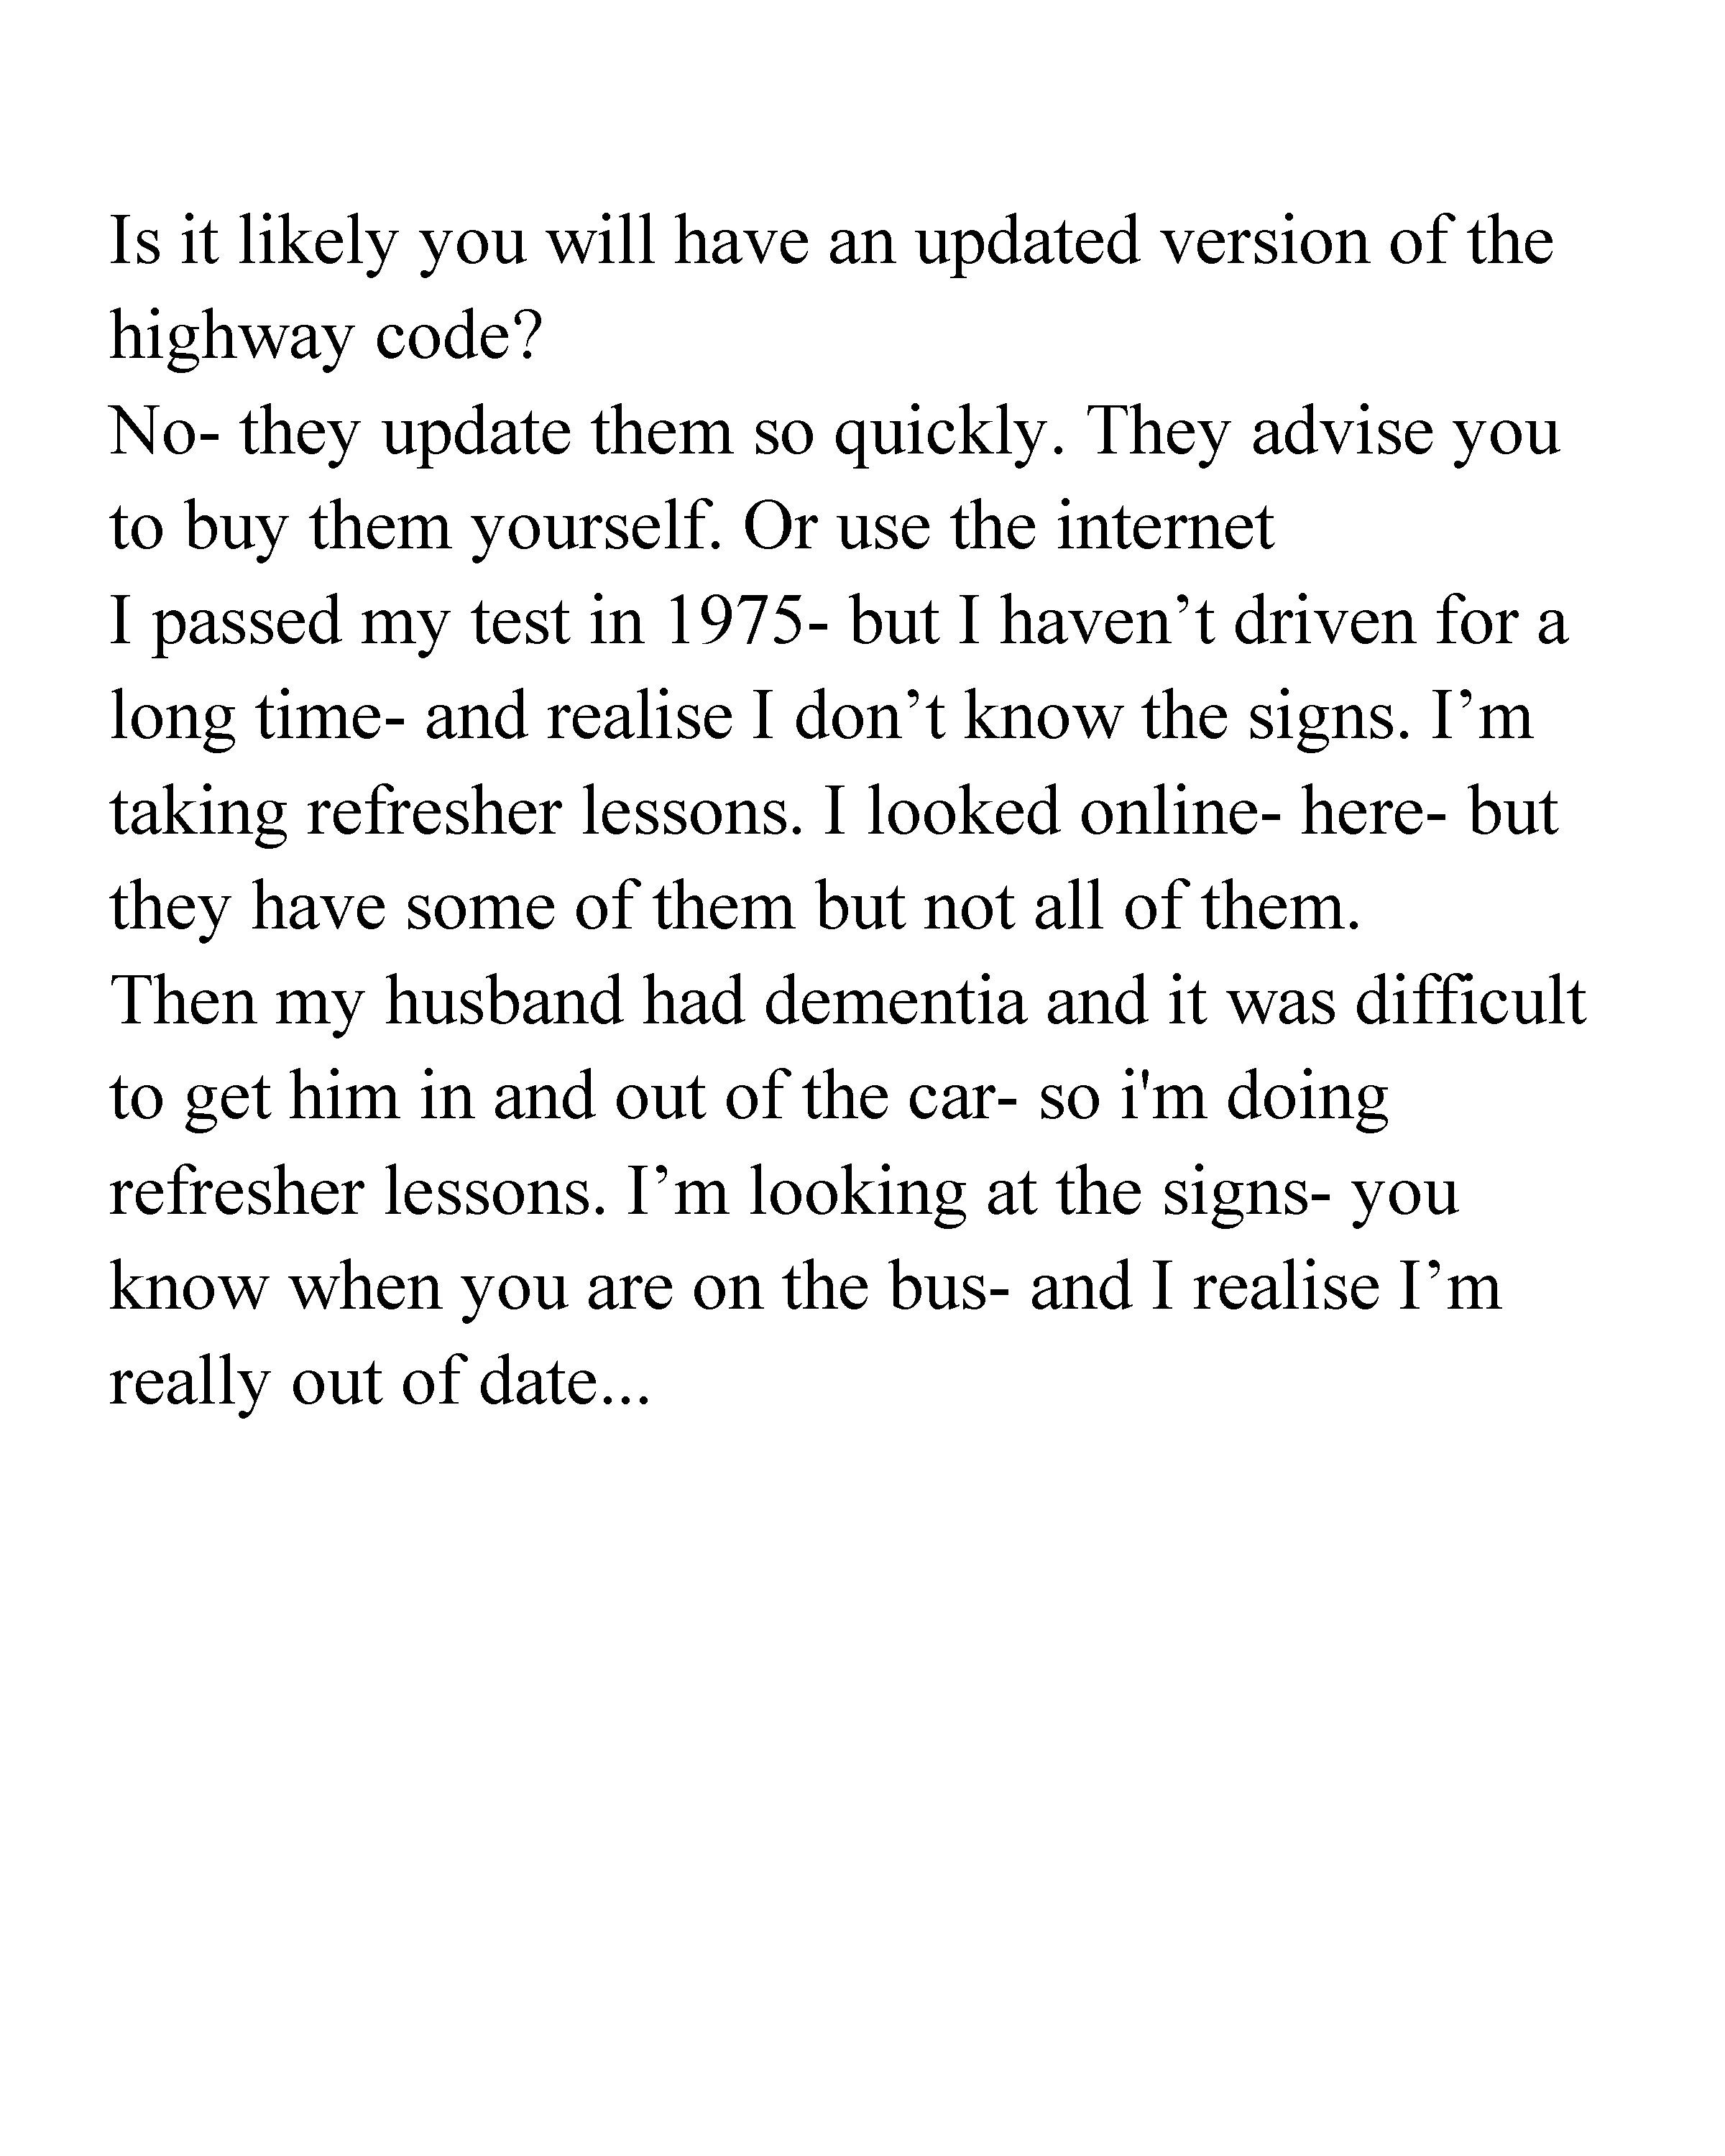 Is it likely you will have an updated version of the
highway code?
No- they update them so quickly. They advise you
to buy them yourself. Or use the internet
I passed my test in 1975- but I haven’t driven for a
long time- and realise I don’t know the signs. I’m
taking refresher lessons. I looked online- here- but
they have some of them but not all of them.
Then my husband had dementia and it was difficult
to get him in and out of the car- so i'm doing
refresher lessons. I’m looking at the signs- you
know when you are on the bus- and I realise I’m
really out of date...